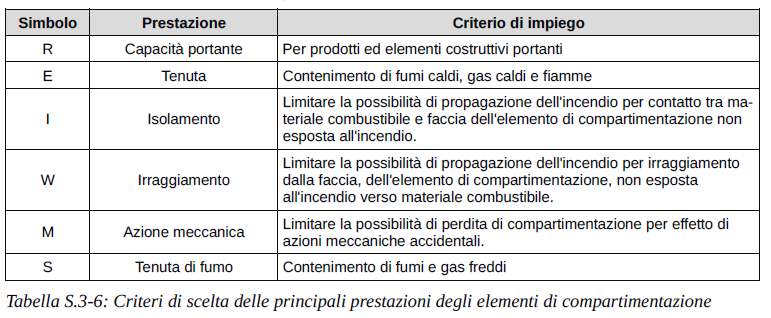 Simbolo Prestazione Criterio di impiego
R Capacità portante Per prodotti ed elementi costruttivi portanti
E Tenuta Contenimento di fumi caldi, gas caldi e fiamme
I Isolamento Limitare la possibilità di propagazione dell'incendio per contatto tra ma-
teriale combustibile e faccia dell'elemento di compartimentazione non
esposta all'incendio.
W Irraggiamento Limitare la possibilità di propagazione dell'incendio per irraggiamento
dalla faccia, dell'elemento di compartimentazione, non esposta
all'incendio verso materiale combustibile.
M Azione meccanica Limitare la possibilità di perdita di compartimentazione per effetto di
azioni meccaniche accidentali.
S Tenuta di fumo Contenimento di fumi e gas freddi
Tabella S.3-6: Criteri di scelta delle principali prestazioni degli elementi di compartimentazione